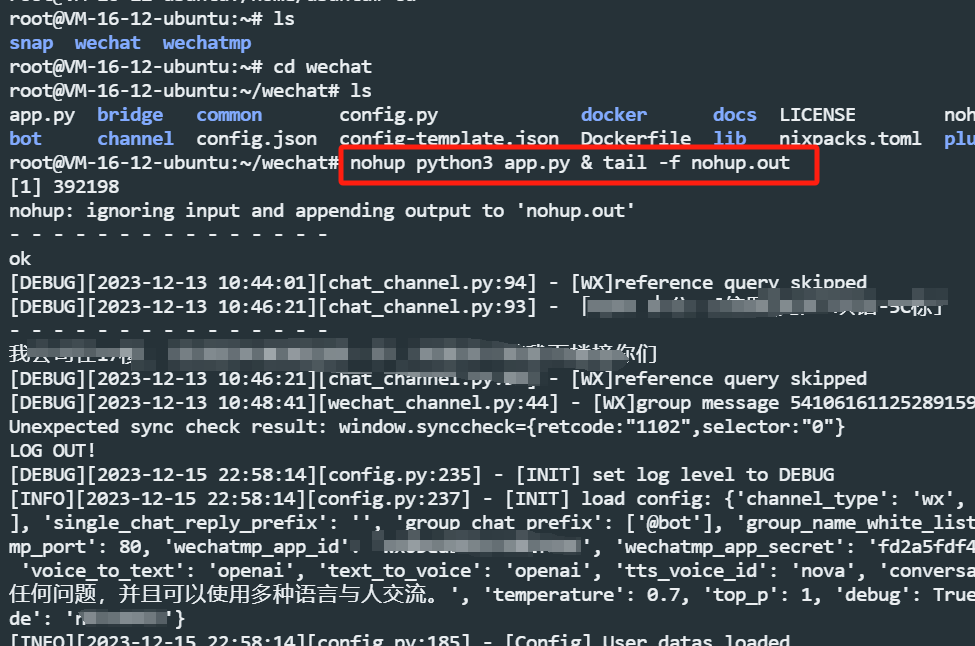 root@VM-16-12-ubuntu:~# ls
snap  wechat  wechatmp
root@VM-16-12-ubuntu:~# cd wechat
root@VM-16-12-ubuntu:~/wechat# ls
app.py  bridge   common       config.py             docker      docs  LICENSE        noh
bot     channel  config.json  config-template.json  Dockerfile  lib   nixpacks.toml  plu
root@VM-16-12-ubuntu:~/wechat# nohup python3 app.py & tail -f nohup.out
[1] 392198
nohup: ignoring input and appending output to 'nohup.out'
- - - - - - - - - - - - - - -
ok
[DEBUG][2023-12-13 10:44:01][chat_channel.py:94] - [WX]reference query skipped
[DEBUG][2023-12-13 10:46:21][chat_channel.py:93] - 「
- - - - - - - - - - - - - - -
你们
[DEBUG][2023-12-13 10:46:21][chat_channel.py: - [WX]reference query skipped
[DEBUG][2023-12-13 10:48:41][wechat_channel.py:44] - [WX]group message 54106161125289159
Unexpected sync check result: window.synccheck={retcode:"1102",selector:"0"}
LOG OUT!
[DEBUG][2023-12-15 22:58:14][config.py:235] - [INIT] set log level to DEBUG
[INFO][2023-12-15 22:58:14][config.py:237] - [INIT] load config: {'channel_type': 'wx',
], 'single_chat_reply_prefix': '', 'group_chat_prefix': ['@bot'], 'group_name_white_list
mp_port': 80, 'wechatmp_app_id': ', 'wechatmp_app_secret': 'fd2a5fdf4
'voice_to_text': 'openai', 'text_to_voice': 'openai', 'tts_voice_id': 'nova', 'conversa
任何问题，并且可以使用多种语言与人交流。', 'temperature': 0.7, 'top_p': 1, 'debug': True
de': ''}
[INFO][2023-12-15 22:58:14][config.py:185] - [Config] User datas loaded